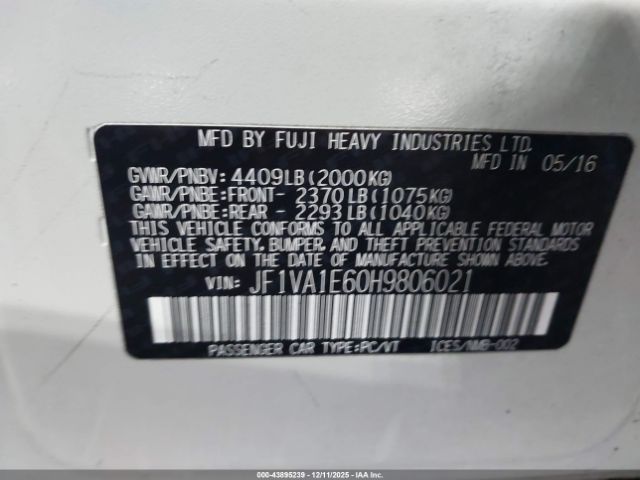 MFD BY FUJI HEAVY INDUSTRIES LTD.
MFD IN 05/16
GVWR/PNBV: 4409LB(2000KG)
GAWR/PNBE:FRONT- 2370LB(1075KG)
GAWR/PNBE:REAR - 2293LB(1040KG)
THIS VEHICLE CONFORMS TO ALL APPLICABLE FEDERAL MOTOR
VEHICLE SAFETY, BUMPER, AND THEFT PREVENTION STANDARDS
IN EFFECT ON THE DATE OF MANUFACTURE SHOWN ABOVE.
VIN: JF1VA1E60H9806021
PASSENGER CAR TYPE:PC/VT ICES/NMB-002
000-43895239 - 12/11/2025 - IAA Inc.